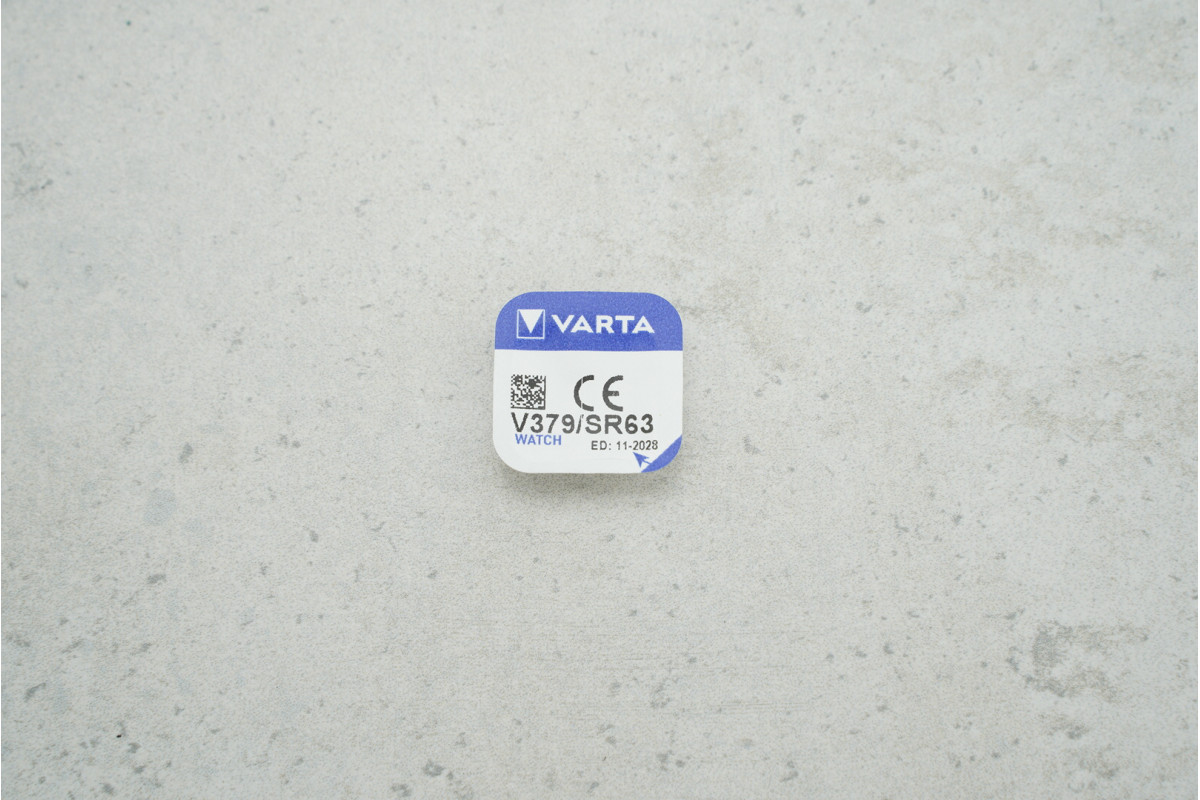 VARTA
CE
V379/SR63
WATCH
ED: 11-2028